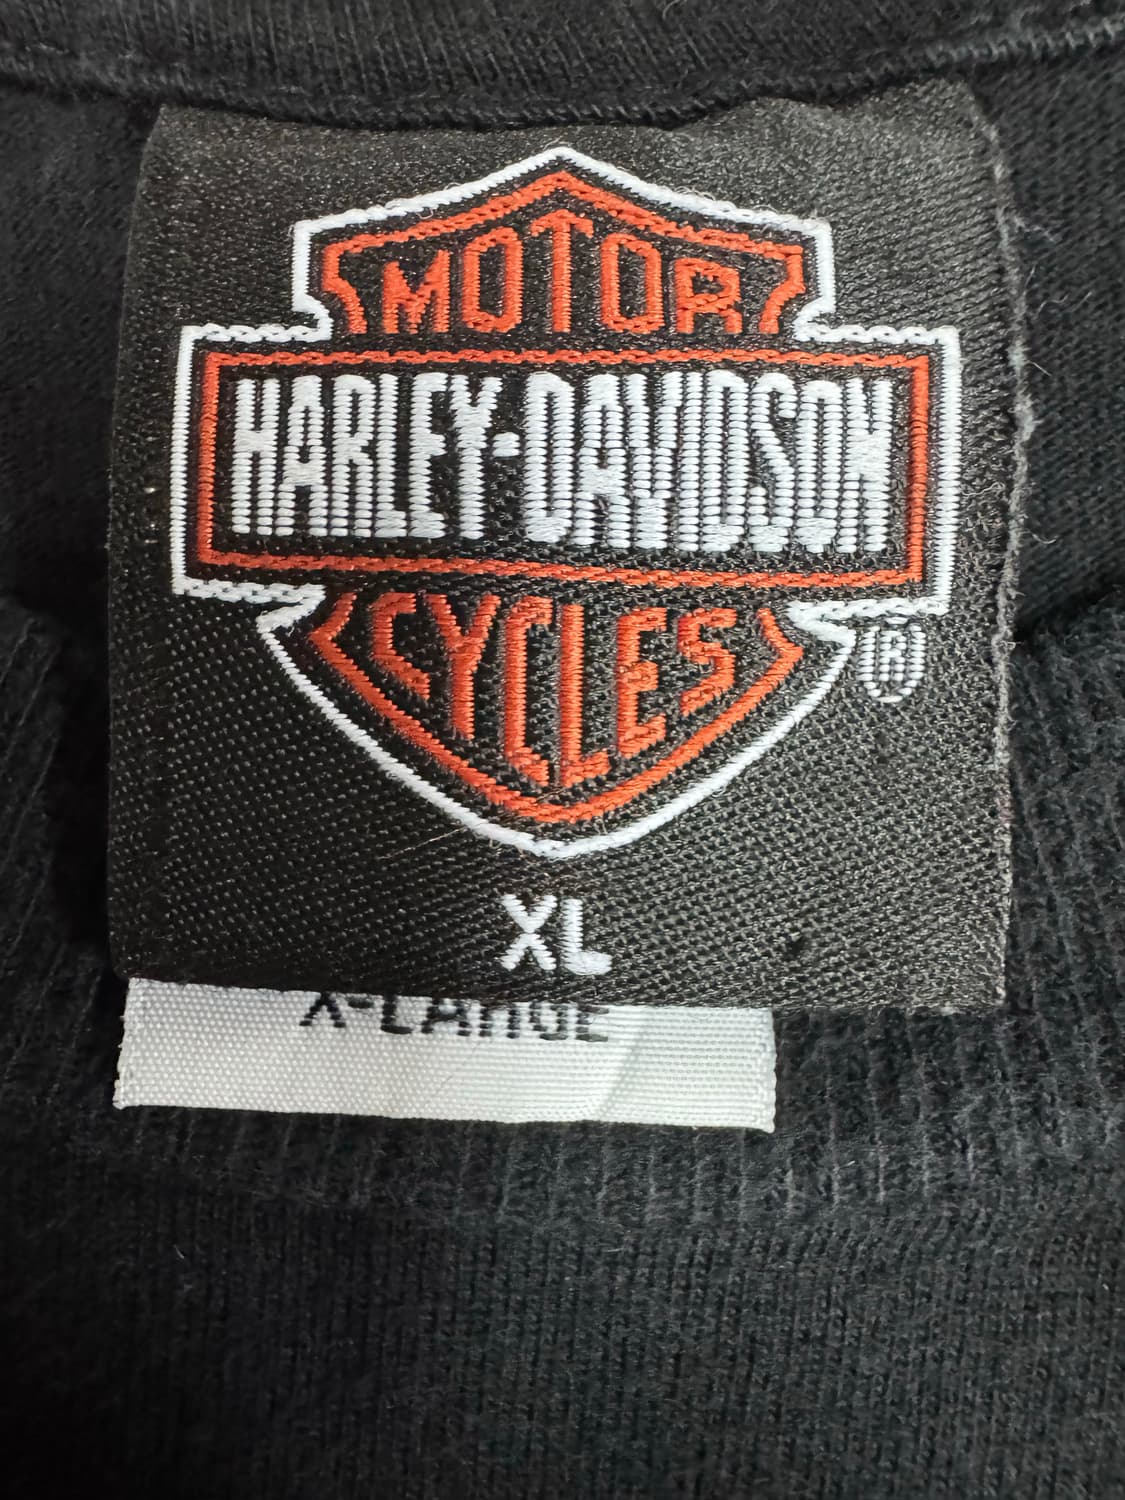 MOTOR
HARLEY-DAVIDSON
CYCLES
®
XL
X-LARGE